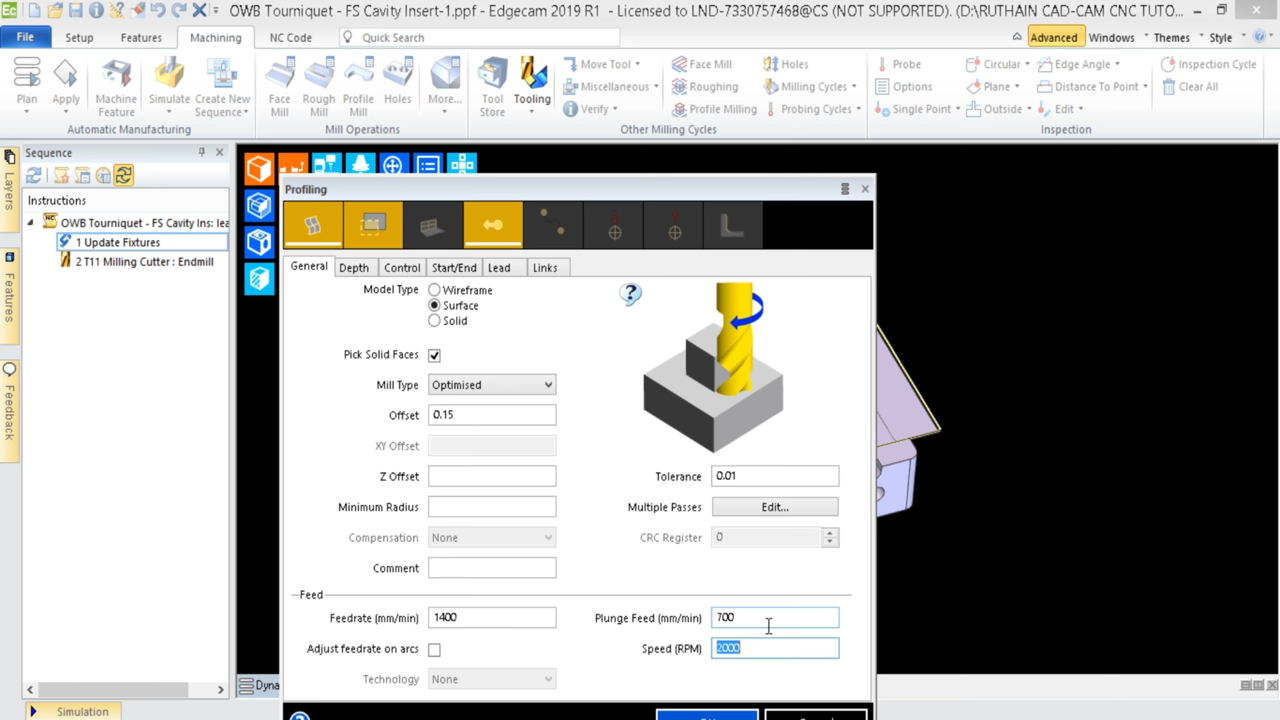 OWB Tourniquet - FS Cavity Insert-1.ppf - Edgecam 2019 R1 - Licensed to LMD-7330757468@CS (NOT SUPPORTED). (D:\RUTHAIN CAD-CAM CNC TUTO...
File Setup Features Machining NC Code Quick Search Advanced Windows Themes Style
Plan Apply Machine Feature Simulate Create New Sequence
Face Mill Rough Mill Profile Mill Holes More... Tool Store Tooling
Move Tool Face Mill Holes Probe Circular Edge Angle Inspection Cycle
Miscellaneous Roughing Milling Cycles Options Plane Distance To Point Clear All
Verify Profile Milling Probing Cycles Single Point Outside Edit
Automatic Manufacturing Mill Operations Other Milling Cycles Inspection
Layers
Features
Feedback
Sequence
Instructions
OWB Tourniquet - FS Cavity Ins: lea
1 Update Fixtures
2 T11 Milling Cutter : Endmill
Simulation
Profiling
General Depth Control Start/End Lead Links
Model Type Wireframe
Surface
Solid
Pick Solid Faces
Mill Type Optimised
Offset 0.15
XY Offset
Z Offset Tolerance 0.01
Minimum Radius Multiple Passes Edit...
Compensation None CRC Register 0
Comment
Feed
Feedrate (mm/min) 1400 Plunge Feed (mm/min) 700
Adjust feedrate on arcs Speed (RPM) 2000
Technology None
Dyna